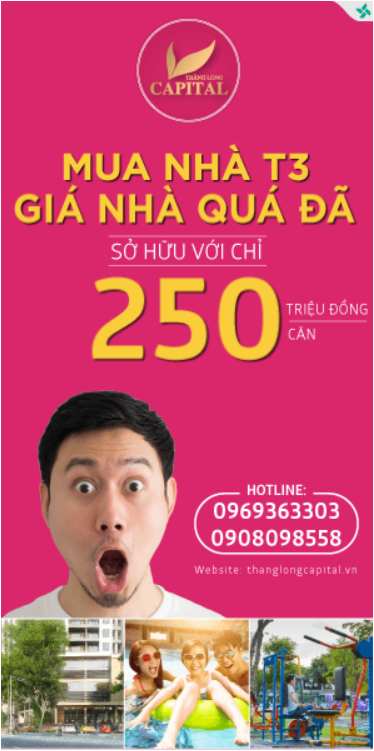 THĂNG LONG
CAPITAL
MUA NHÀ T3
GIÁ NHÀ QUÁ ĐÃ
SỞ HỮU VỚI CHỈ
250
TRIỆU ĐỒNG
CĂN
HOTLINE:
0969363303
0908098558
Website: thanglongcapital.vn